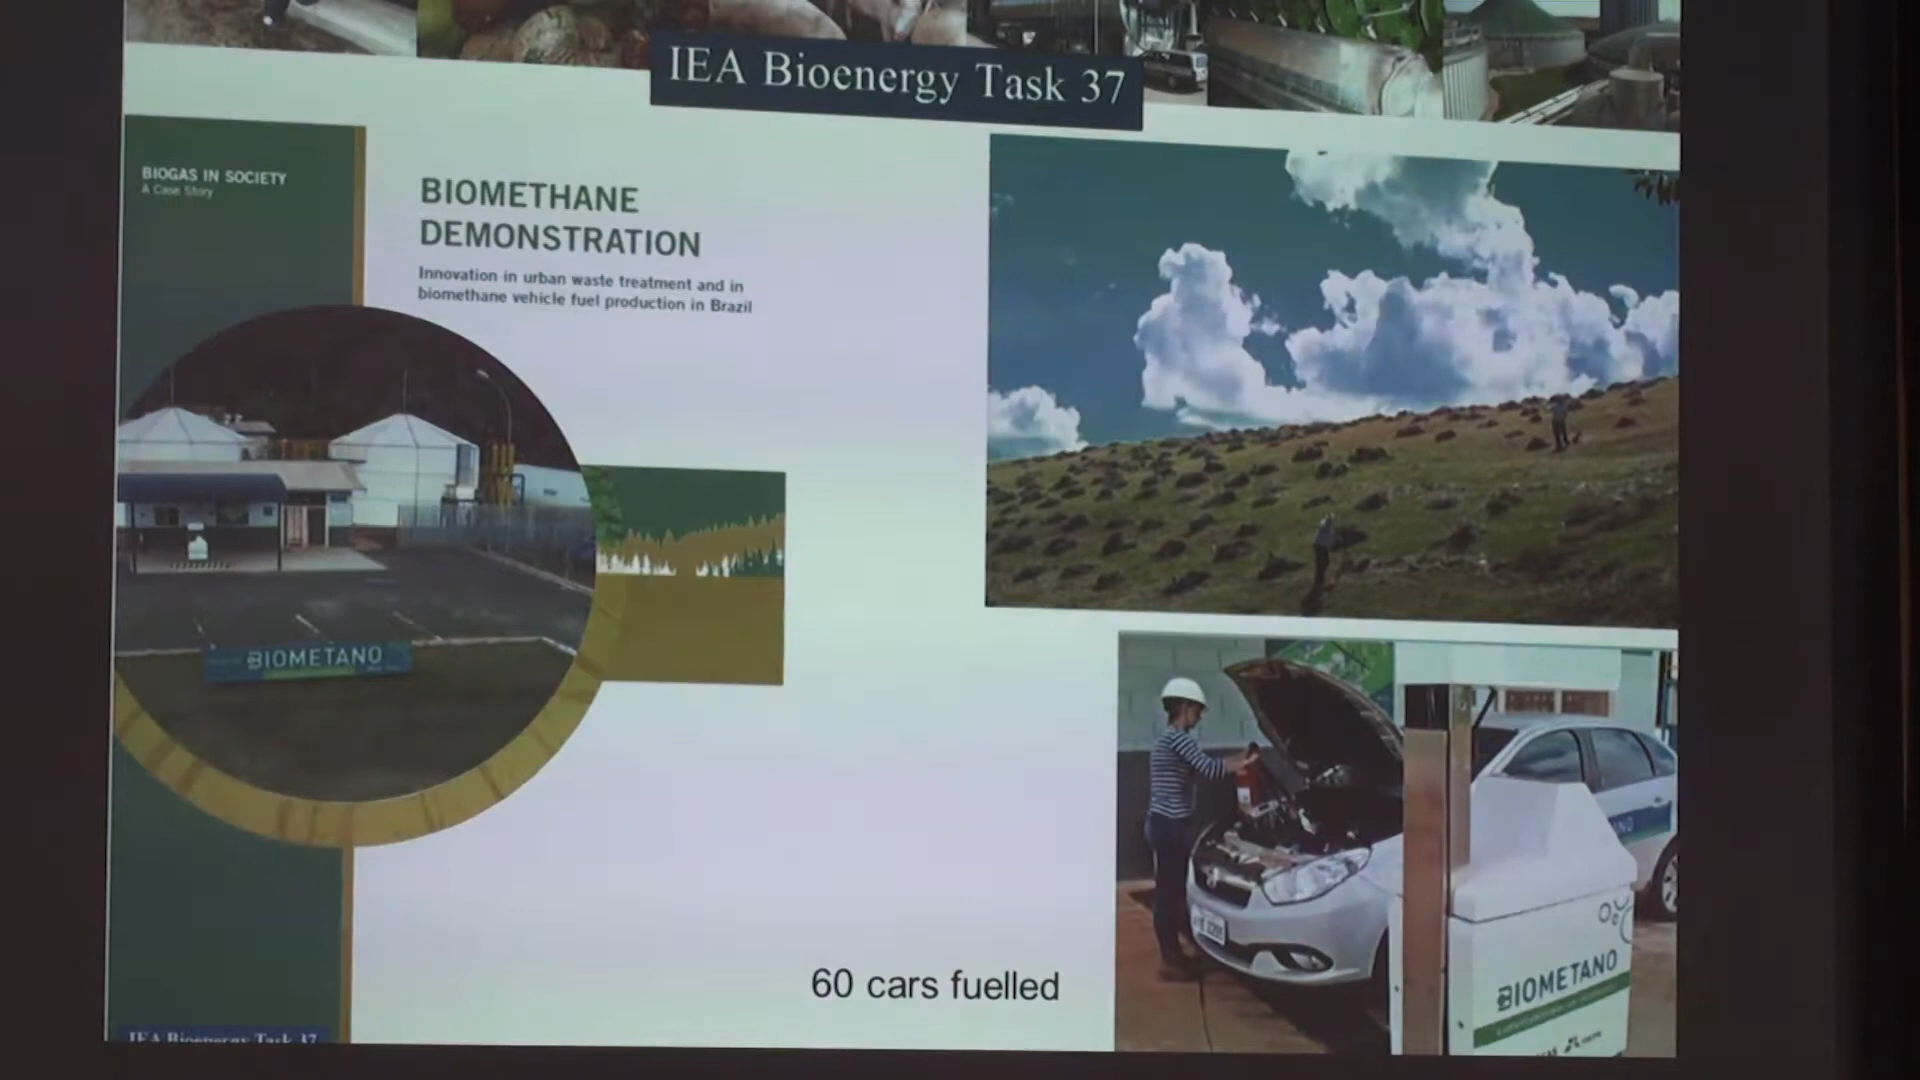 IEA Bioenergy Task 37
BIOGAS IN SOCIETY
A Case Story
BIOMETHANE
DEMONSTRATION
Innovation in urban waste treatment and in
biomethane vehicle fuel production in Brazil
BIOMETANO
60 cars fuelled
BIOMETANO
IEA Bioenergy Task 37